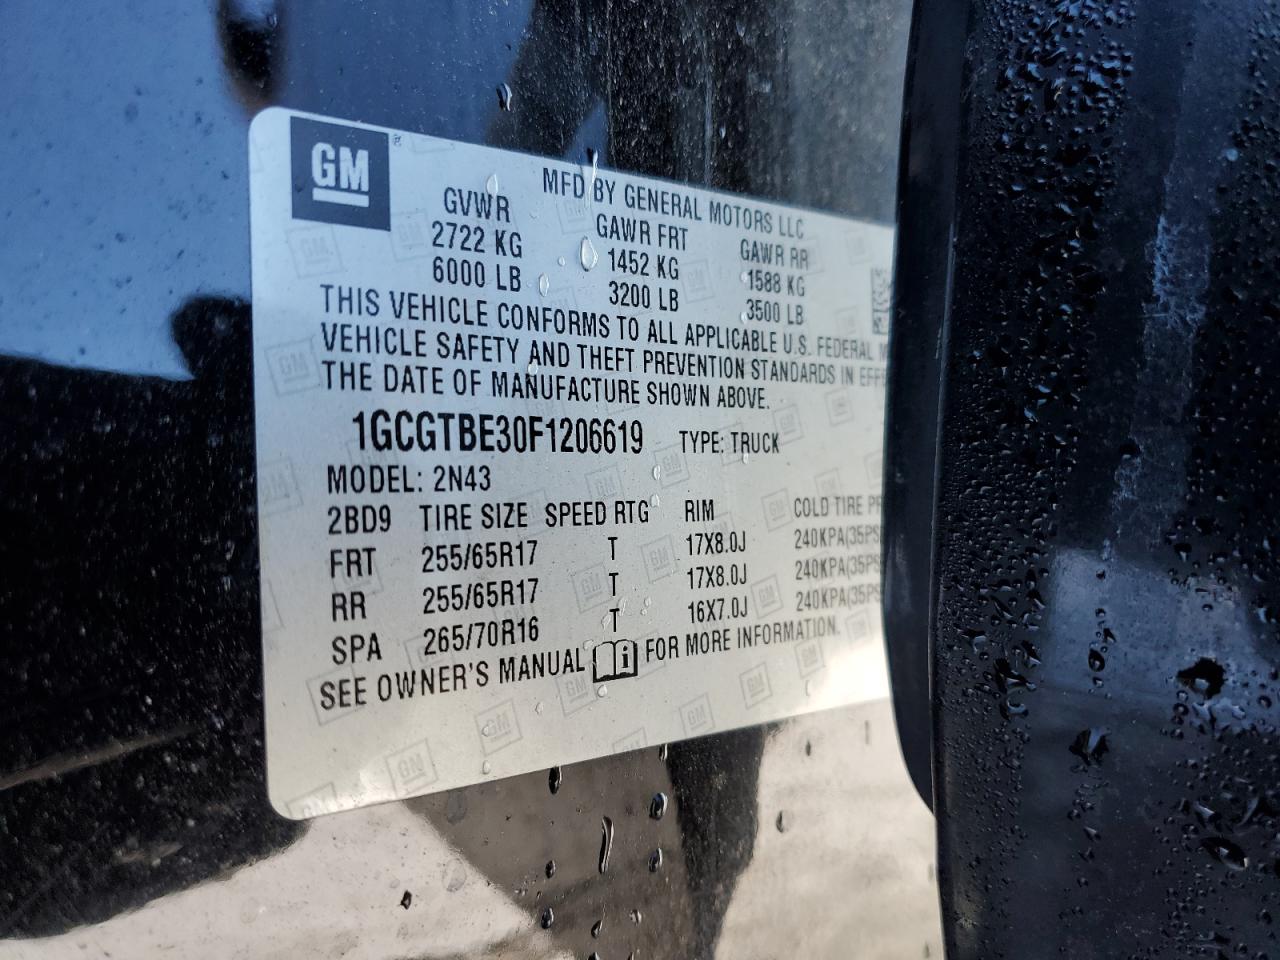 GM
MFD BY GENERAL MOTORS LLC
GVWR GAWR FRT GAWR RR
2722 KG 1452 KG 1588 KG
6000 LB 3200 LB 3500 LB
THIS VEHICLE CONFORMS TO ALL APPLICABLE U.S. FEDERAL
VEHICLE SAFETY AND THEFT PREVENTION STANDARDS IN
THE DATE OF MANUFACTURE SHOWN ABOVE.
1GCGTBE30F1206619 TYPE: TRUCK
MODEL: 2N43
2BD9 TIRE SIZE SPEED RTG RIM COLD TIRE
FRT 255/65R17 T 17X8.0J 240KPA(35PS
RR 255/65R17 T 17X8.0J 240KPA(35PS
SPA 265/70R16 T 16X7.0J 240KPA(35PS
SEE OWNER'S MANUAL FOR MORE INFORMATION.